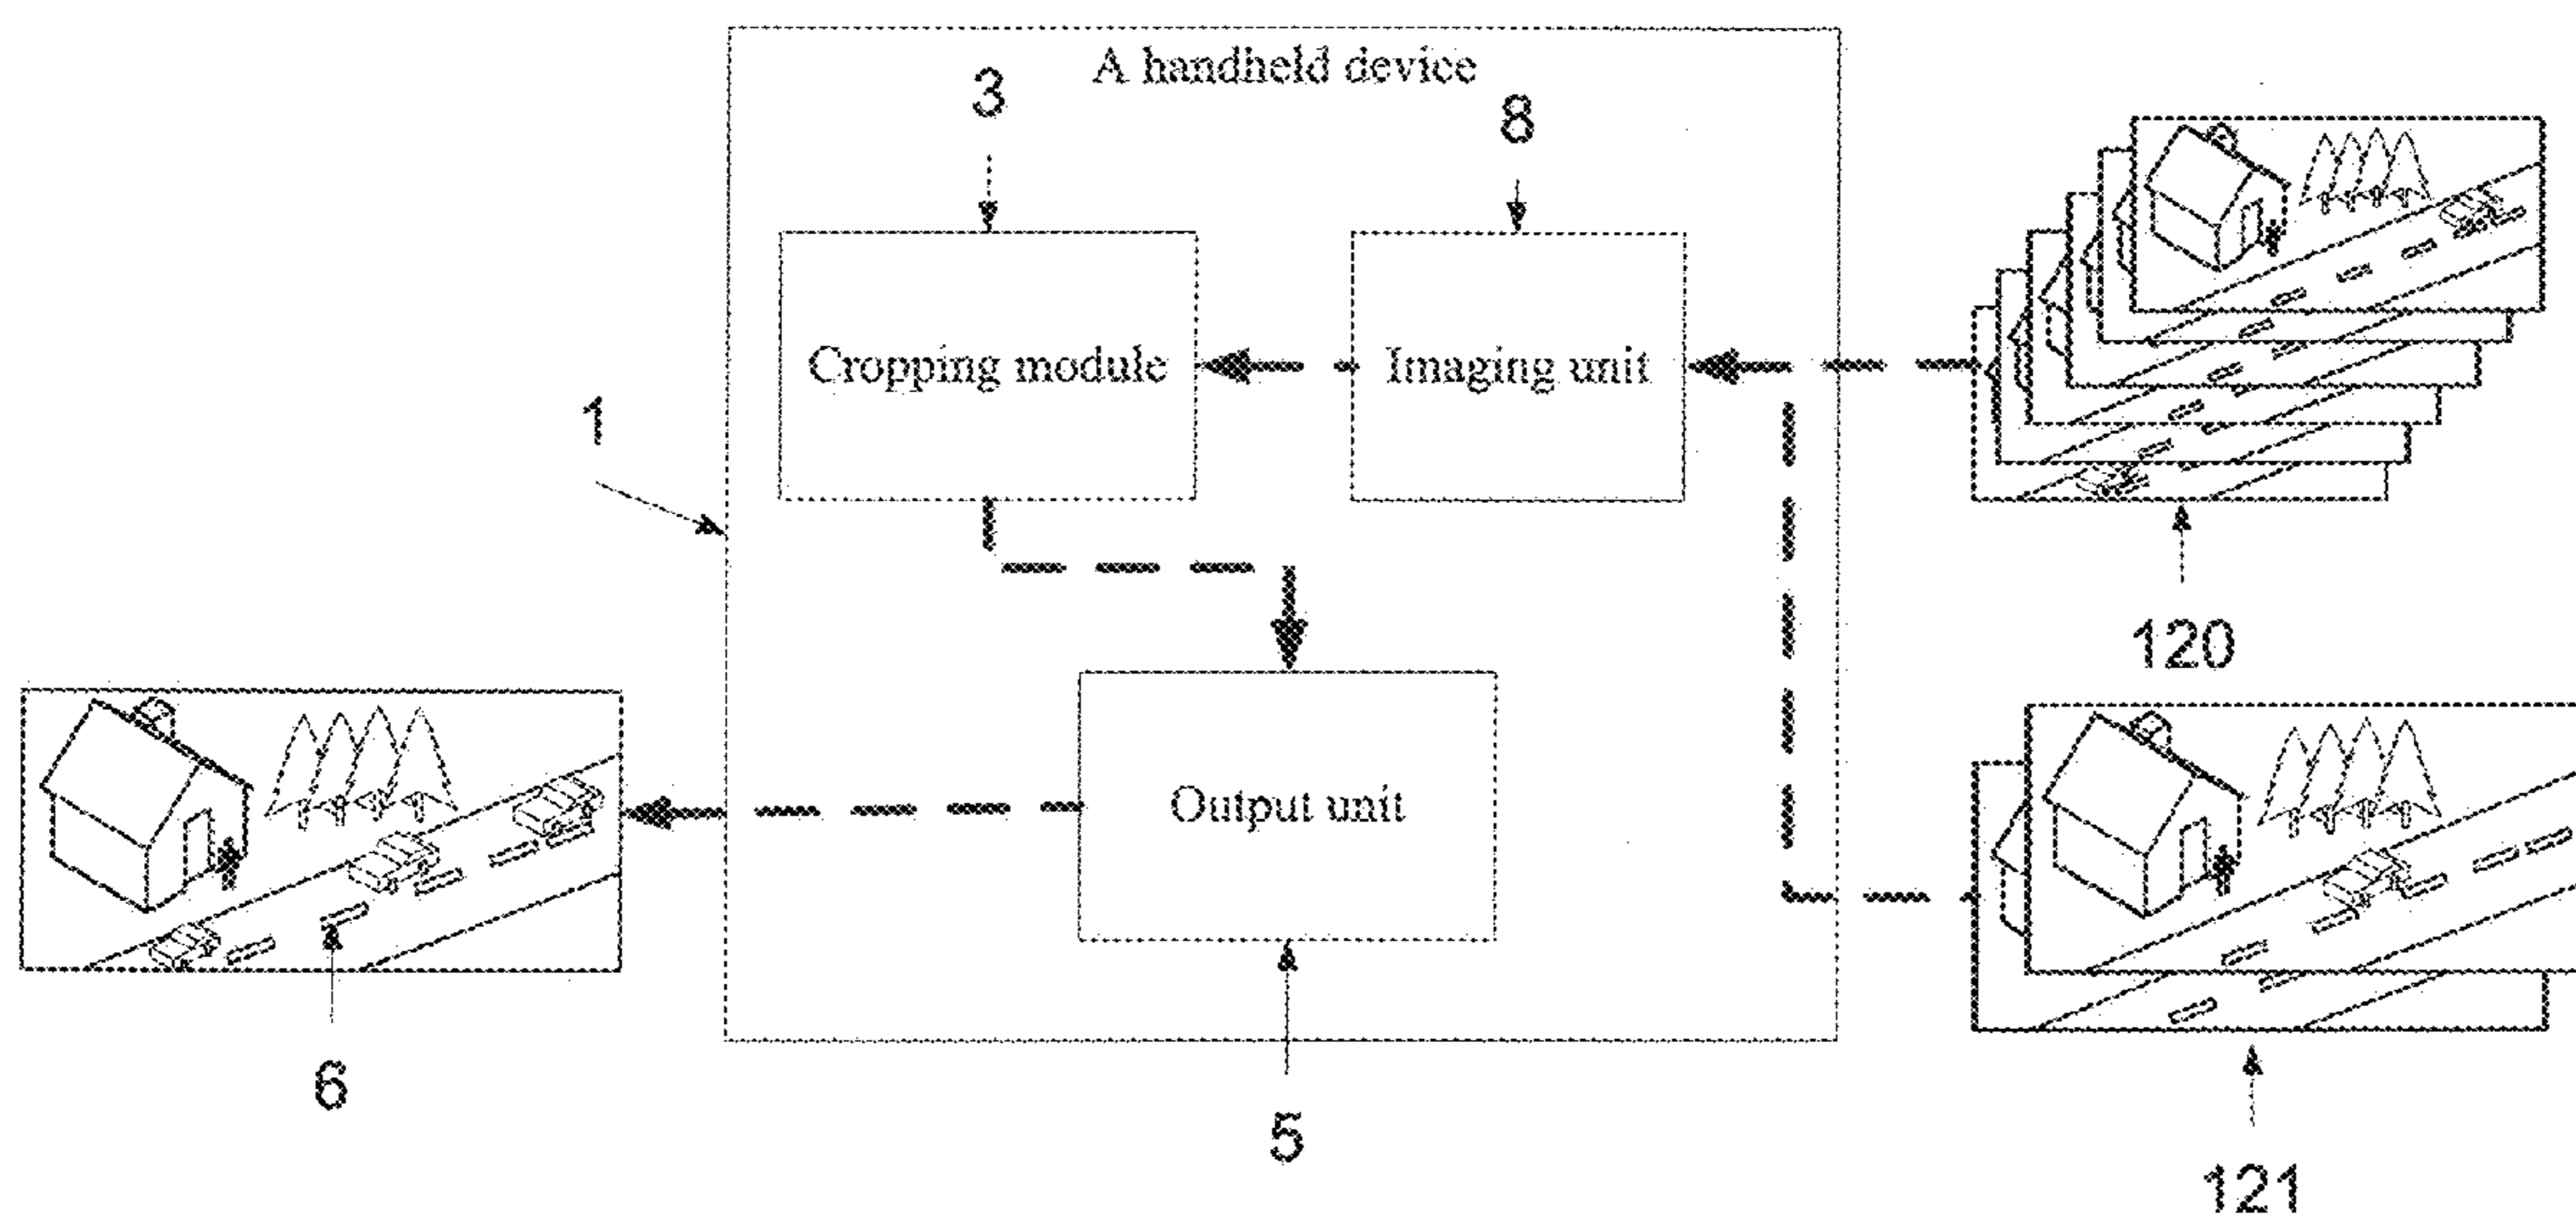 A handheld device
3
8
Cropping module
Imaging unit
1
120
Output unit
6
5
121